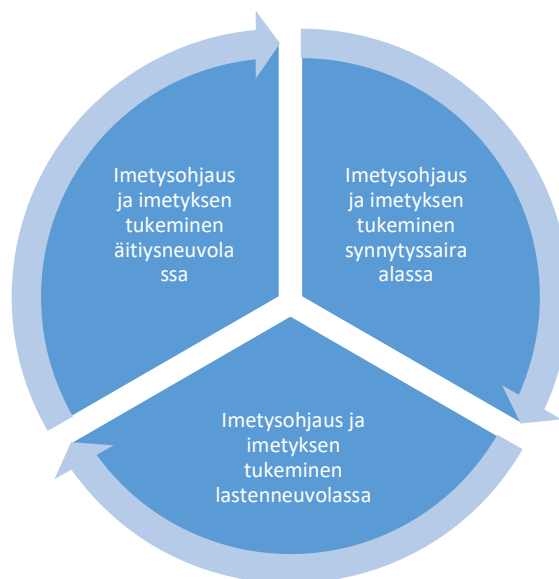 Imetysohjaus
ja imetyksen
tukeminen
äitiysneuvola
ssa
Imetysohjaus
ja imetyksen
tukeminen
synnytyssaira
alassa
Imetysohjaus ja
imetyksen
tukeminen
lastenneuvolassa